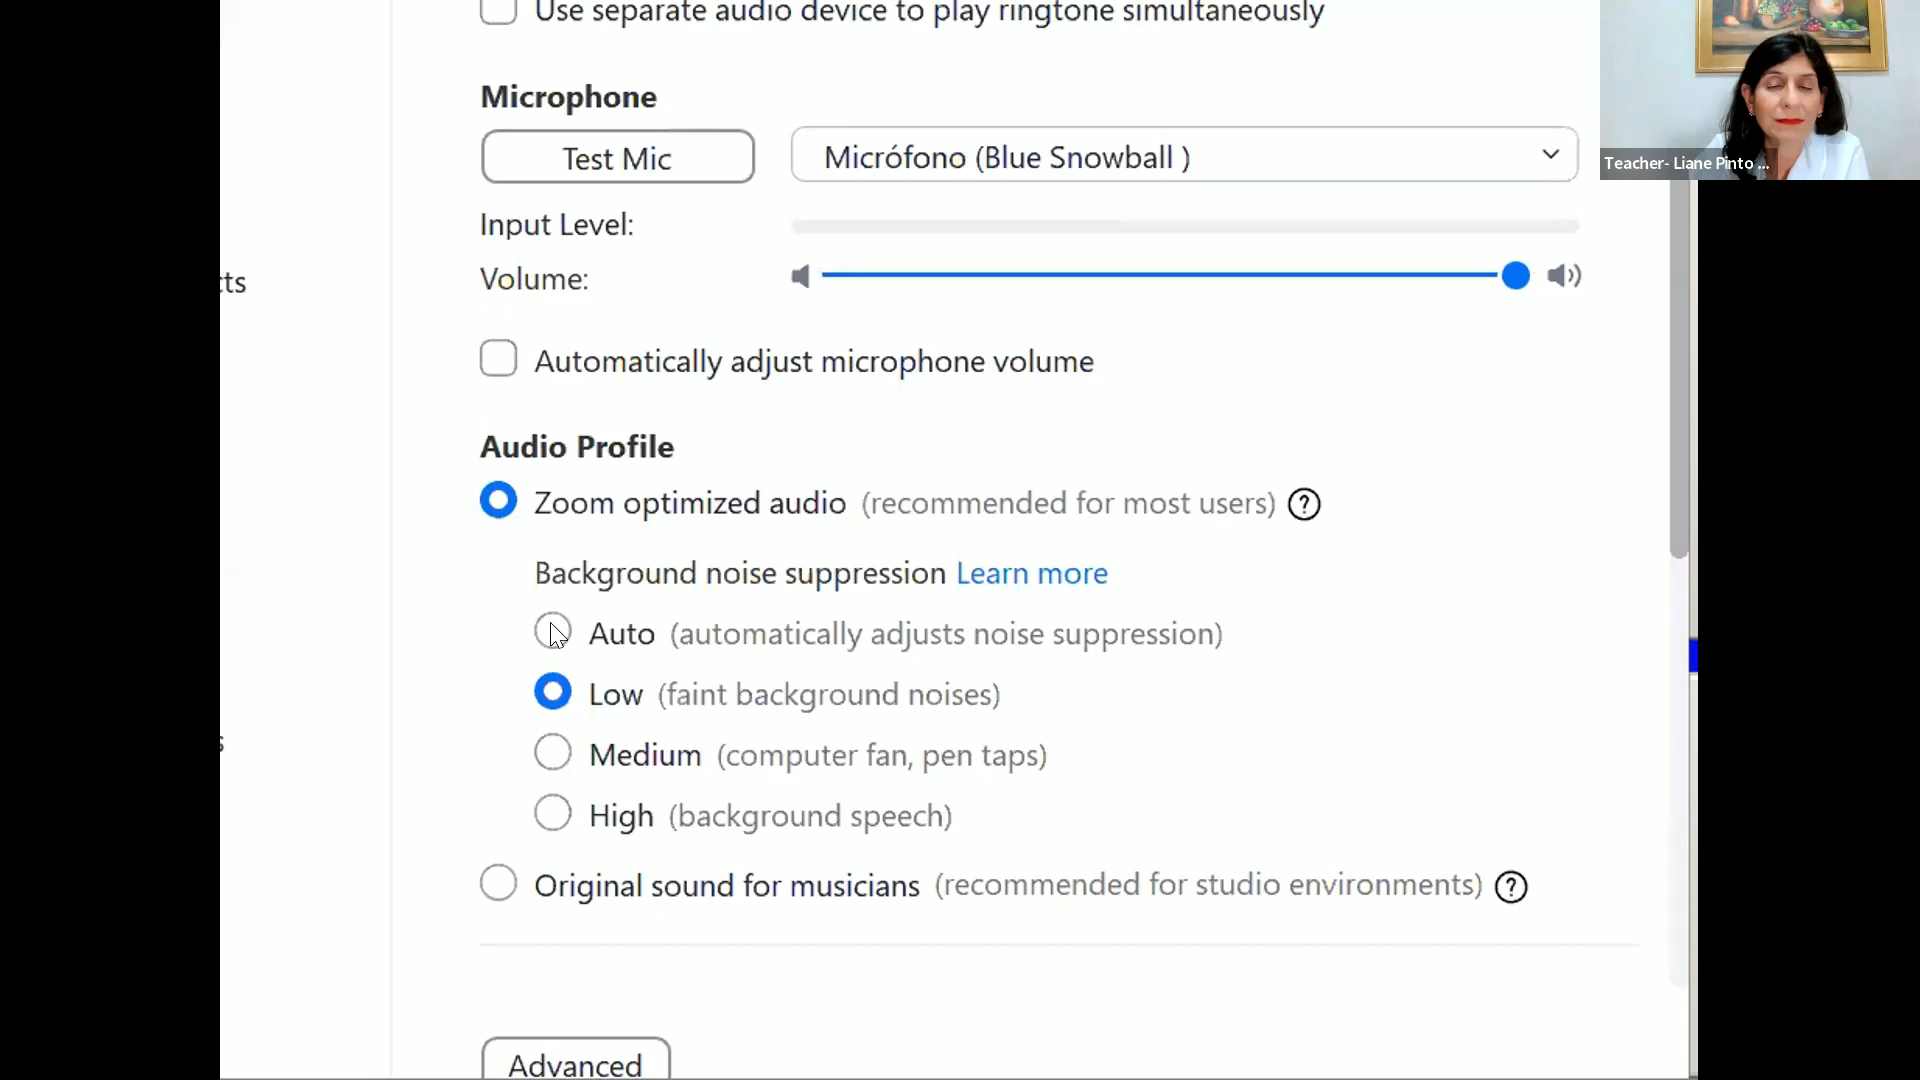 Use separate audio device to play ringtone simultaneously
Microphone
Test Mic
Micrófono (Blue Snowball )
Teacher- Liane Pinto ...
Input Level:
Volume:
cts
Automatically adjust microphone volume
Audio Profile
Zoom optimized audio (recommended for most users) ?
Background noise suppression Learn more
Auto (automatically adjusts noise suppression)
Low (faint background noises)
Medium (computer fan, pen taps)
s
High (background speech)
Original sound for musicians (recommended for studio environments) ?
Advanced